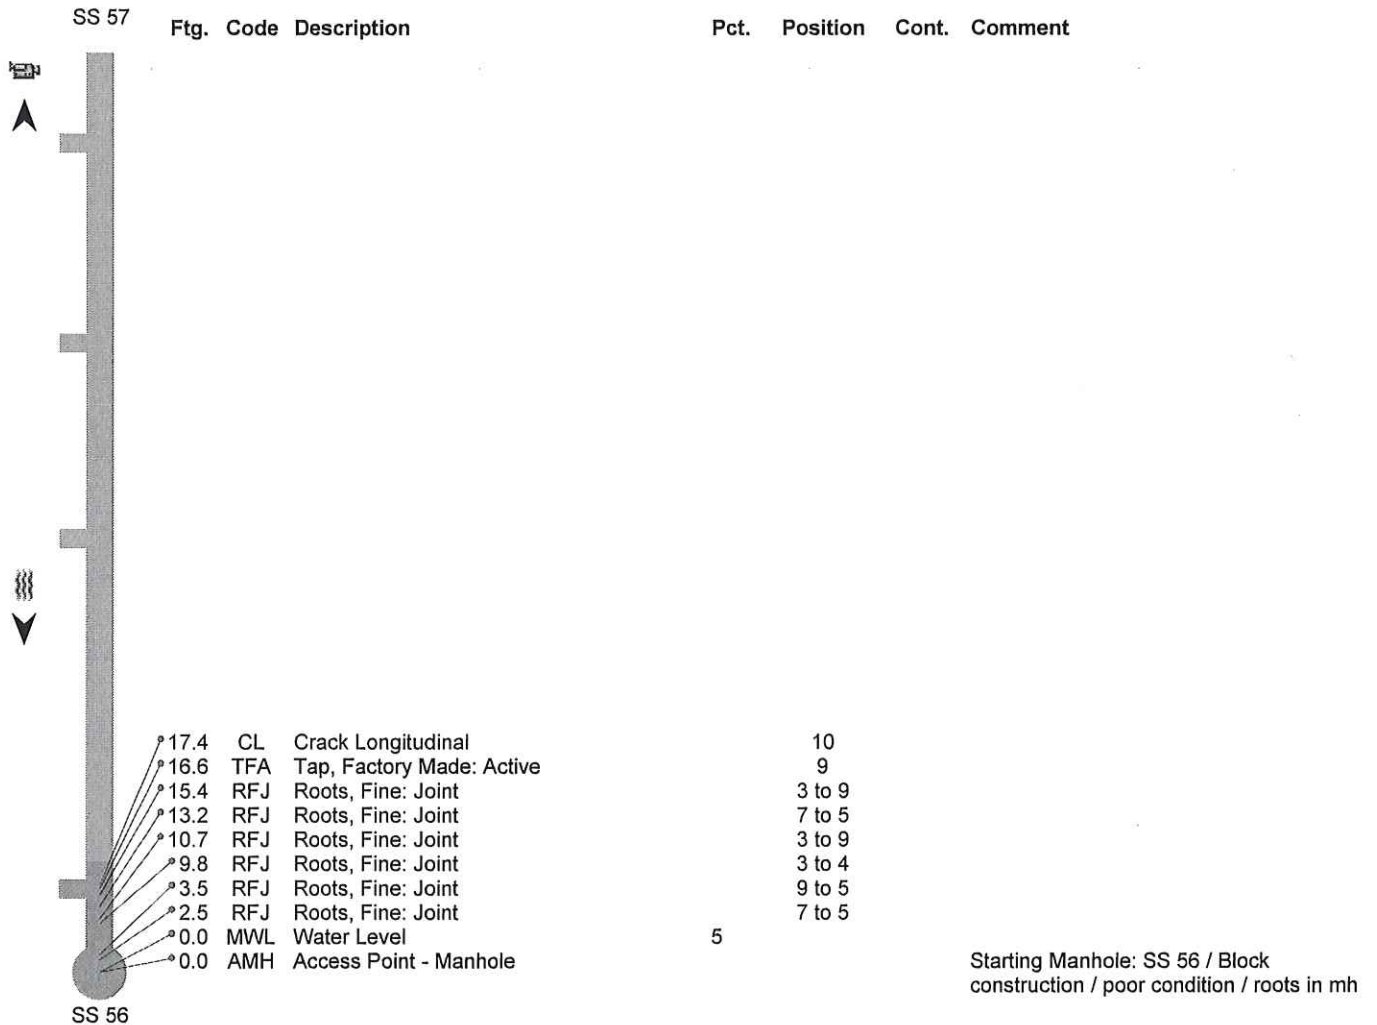 SS 57
Ftg. Code Description Pct. Position Cont. Comment
17.4 CL Crack Longitudinal 10
16.6 TFA Tap, Factory Made: Active 9
15.4 RFJ Roots, Fine: Joint 3 to 9
13.2 RFJ Roots, Fine: Joint 7 to 5
10.7 RFJ Roots, Fine: Joint 3 to 9
9.8 RFJ Roots, Fine: Joint 3 to 4
3.5 RFJ Roots, Fine: Joint 9 to 5
2.5 RFJ Roots, Fine: Joint 7 to 5
0.0 MWL Water Level 5
0.0 AMH Access Point - Manhole Starting Manhole: SS 56 / Block
construction / poor condition / roots in mh
SS 56